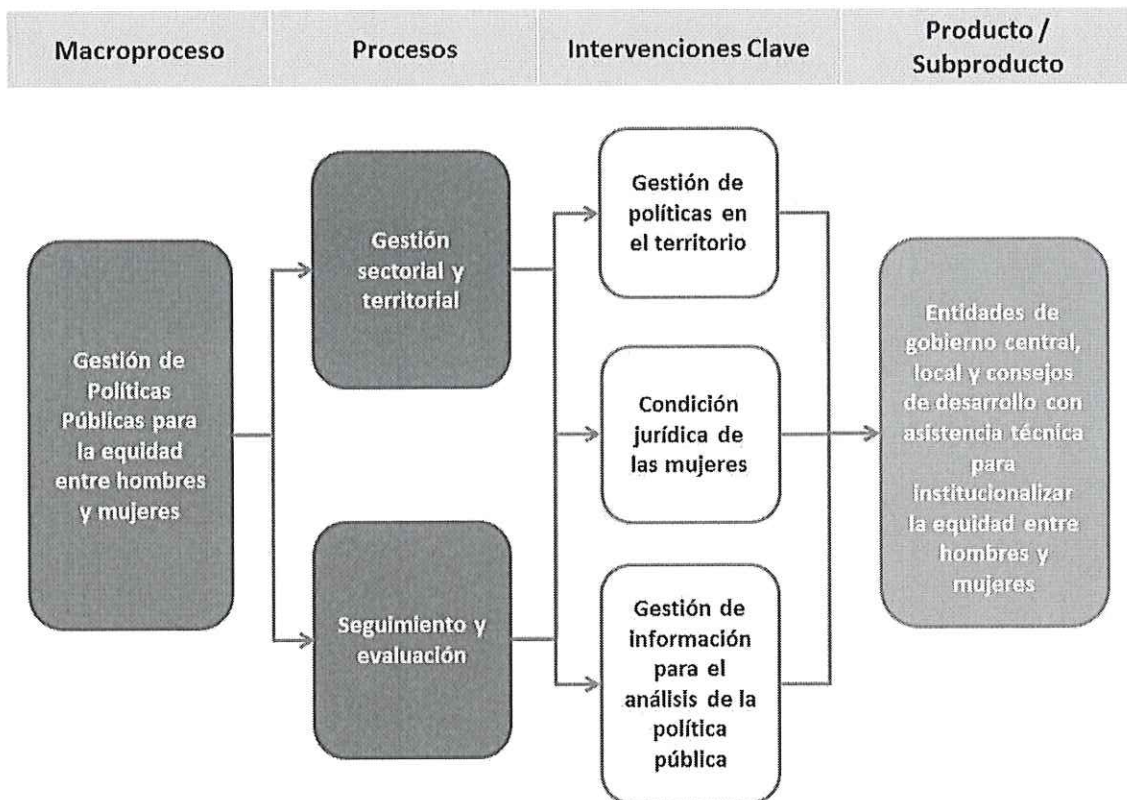 Macroproceso
Procesos
Intervenciones Clave
Producto /
Subproducto
Gestión de
Políticas
Públicas para
la equidad
entre hombres
y mujeres
Gestión
sectorial y
territorial
Seguimiento y
evaluación
Gestión de
políticas en
el territorio
Condición
jurídica de
las mujeres
Gestión de
información
para el
análisis de la
política
pública
Entidades de
gobierno central,
local y consejos
de desarrollo con
asistencia técnica
para
institucionalizar
la equidad entre
hombres y
mujeres